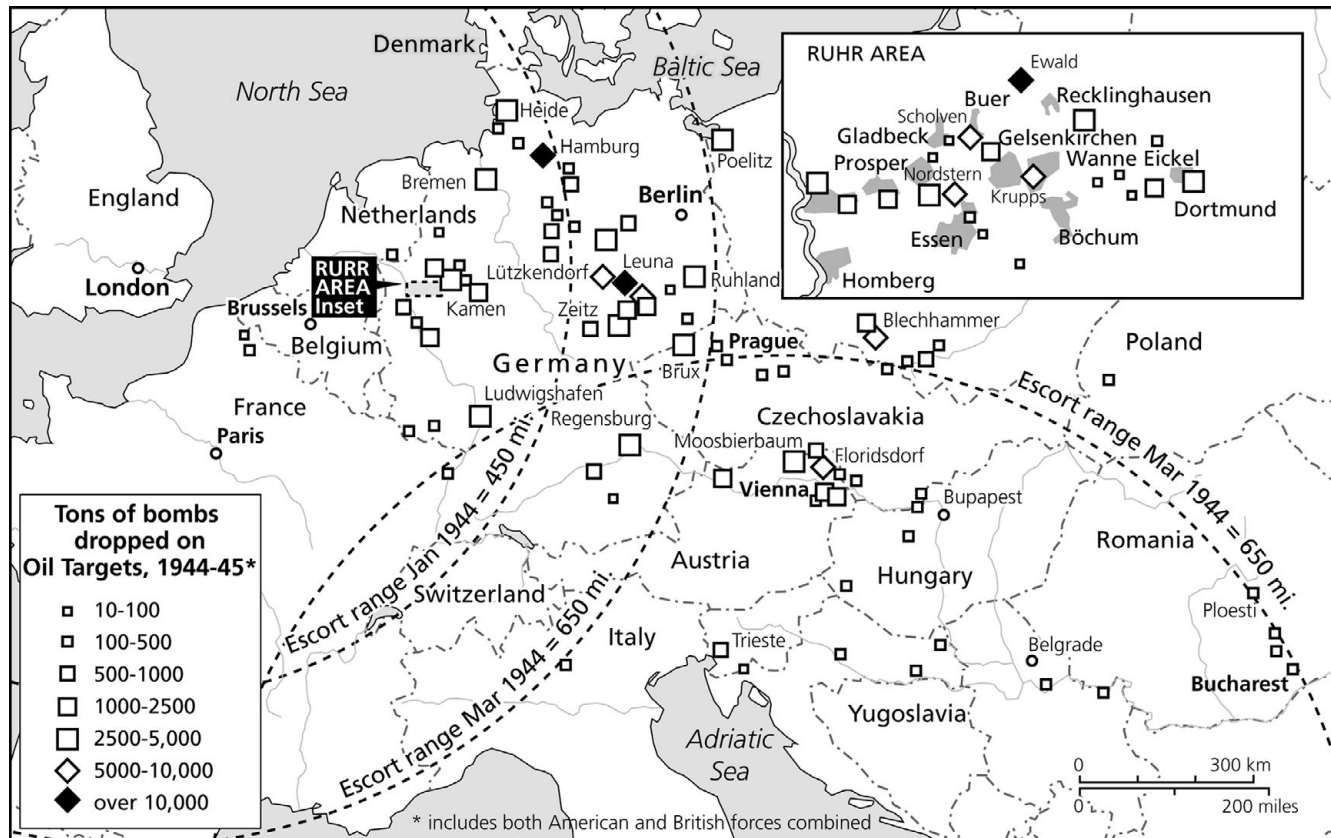 Denmark
North Sea
Baltic Sea
Heide
Hamburg
Poelitz
Bremen
England
Netherlands
Berlin
London
RURR
AREA
Inset
Lützkendorf
Leuna
Ruhland
Kamen
Brussels
Zeitz
Belgium
Germany
Brux
Prague
Blechhammer
Poland
Ludwigshafen
France
Regensburg
Czechoslavakia
Paris
Moosbierbaum
Floridsdorf
Vienna
Bupapest
Austria
Hungary
Romania
Switzerland
Italy
Trieste
Belgrade
Ploesti
Bucharest
Yugoslavia
Adriatic
Sea
Escort range Jan 1944 = 450 mi.
Escort range Mar 1944 = 650 mi.
Escort range Mar 1944 = 650 mi.
RUHR AREA
Ewald
Buer
Recklinghausen
Scholven
Gladbeck
Gelsenkirchen
Prosper
Wanne Eickel
Nordstern
Krupps
Dortmund
Essen
Böchum
Homberg
Tons of bombs
dropped on
Oil Targets, 1944-45*
10-100
100-500
500-1000
1000-2500
2500-5,000
5000-10,000
over 10,000
0 300 km
0 200 miles
* includes both American and British forces combined